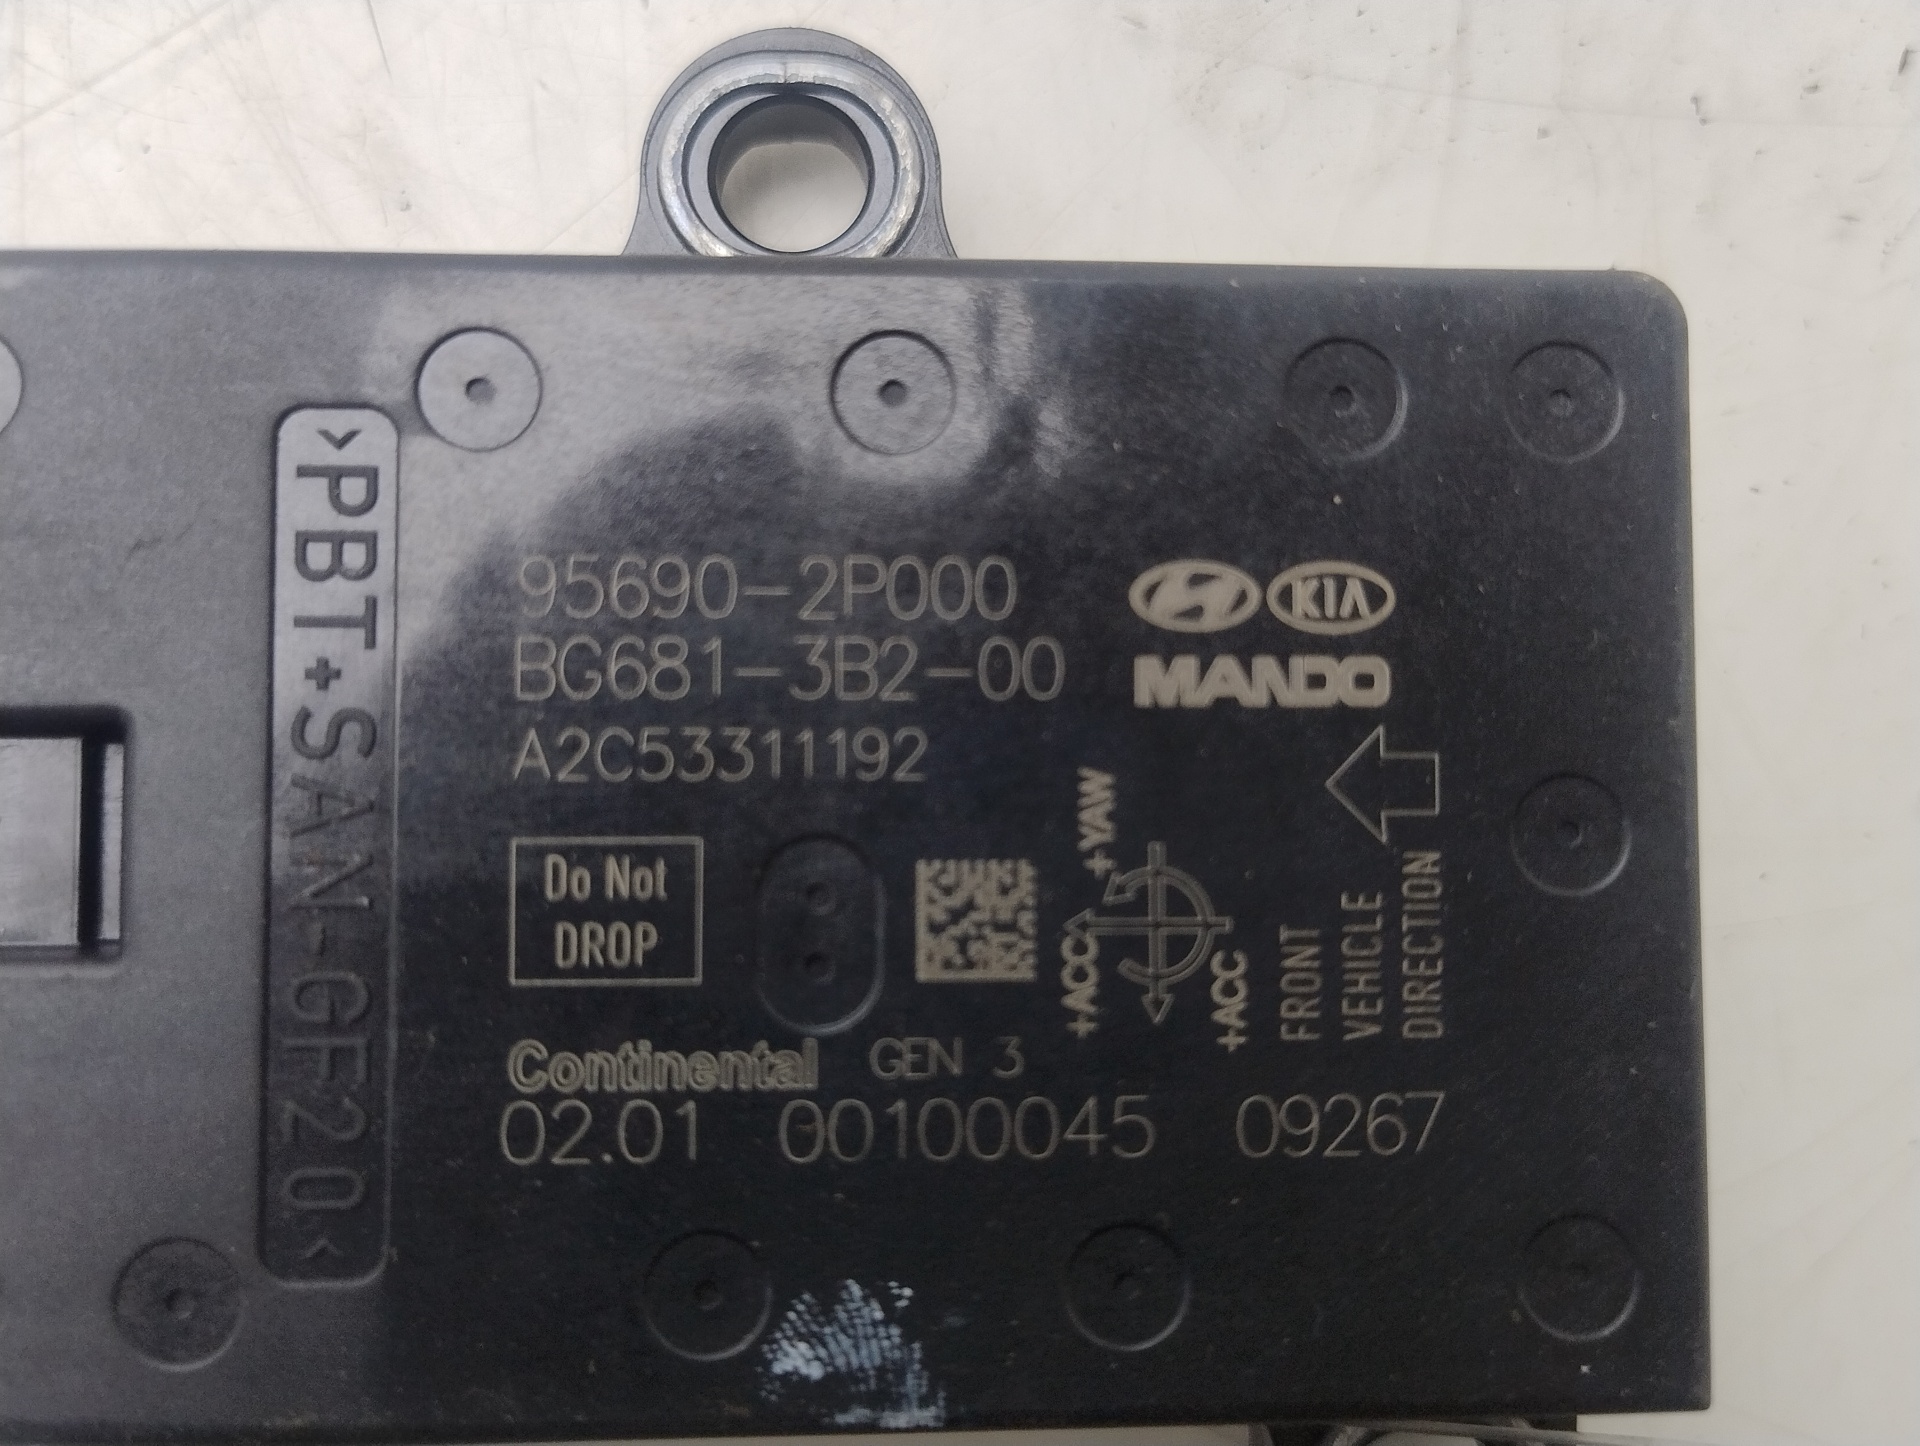 >PBT+SAN-GF20<
95690-2P000
KIA
BG681-3B2-00
MANDO
A2C53311192
Do Not
DROP
+YAW
+ACC
+ACC
FRONT
VEHICLE
DIRECTION
Continental GEN 3
02.01 00100045 09267